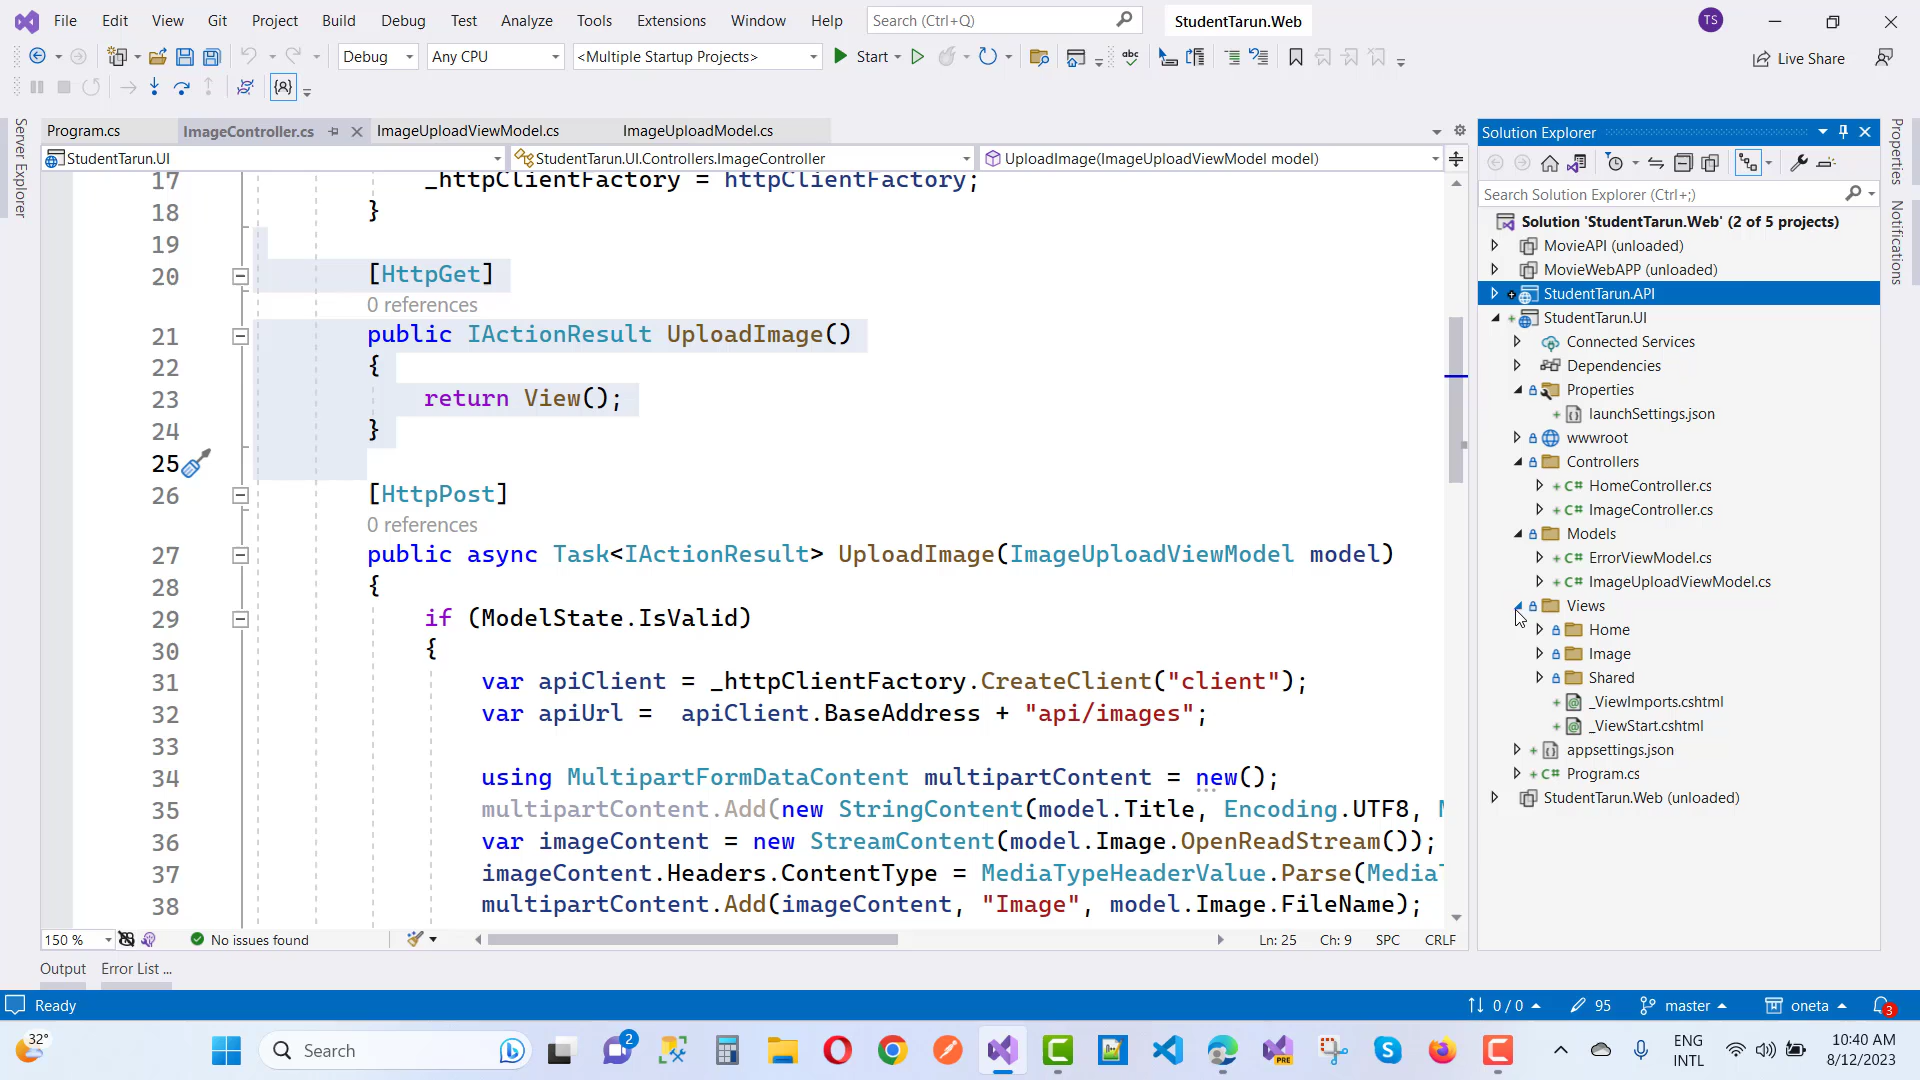 File Edit View Git Project Build Debug Test Analyze Tools Extensions Window Help Search (Ctrl+Q) StudentTarun.Web TS
Debug Any CPU <Multiple Startup Projects> Start Live Share
Program.cs ImageController.cs ImageUploadViewModel.cs ImageUploadModel.cs
StudentTarun.UI StudentTarun.UI.Controllers.ImageController UploadImage(ImageUploadViewModel model)
Server Explorer
17 _httpClientFactory = httpClientFactory;
18 }
19
20 [HttpGet]
0 references
21 public IActionResult UploadImage()
22 {
23 return View();
24 }
25
26 [HttpPost]
0 references
27 public async Task<IActionResult> UploadImage(ImageUploadViewModel model)
28 {
29 if (ModelState.IsValid)
30 {
31 var apiClient = _httpClientFactory.CreateClient("client");
32 var apiUrl = apiClient.BaseAddress + "api/images";
33
34 using MultipartFormDataContent multipartContent = new();
35 multipartContent.Add(new StringContent(model.Title, Encoding.UTF8,
36 var imageContent = new StreamContent(model.Image.OpenReadStream());
37 imageContent.Headers.ContentType = MediaTypeHeaderValue.Parse(Media
38 multipartContent.Add(imageContent, "Image", model.Image.FileName);
150 % No issues found Ln: 25 Ch: 9 SPC CRLF
Solution Explorer
Search Solution Explorer (Ctrl+;)
Solution 'StudentTarun.Web' (2 of 5 projects)
MovieAPI (unloaded)
MovieWebAPP (unloaded)
StudentTarun.API
StudentTarun.UI
Connected Services
Dependencies
Properties
launchSettings.json
wwwroot
Controllers
C# HomeController.cs
C# ImageController.cs
Models
C# ErrorViewModel.cs
C# ImageUploadViewModel.cs
Views
Home
Image
Shared
_ViewImports.cshtml
_ViewStart.cshtml
appsettings.json
C# Program.cs
StudentTarun.Web (unloaded)
Properties
Notifications
Output Error List ...
Ready 0 / 0 95 master oneta 3
32° Search 2 PRE ENG INTL 10:40 AM 8/12/2023